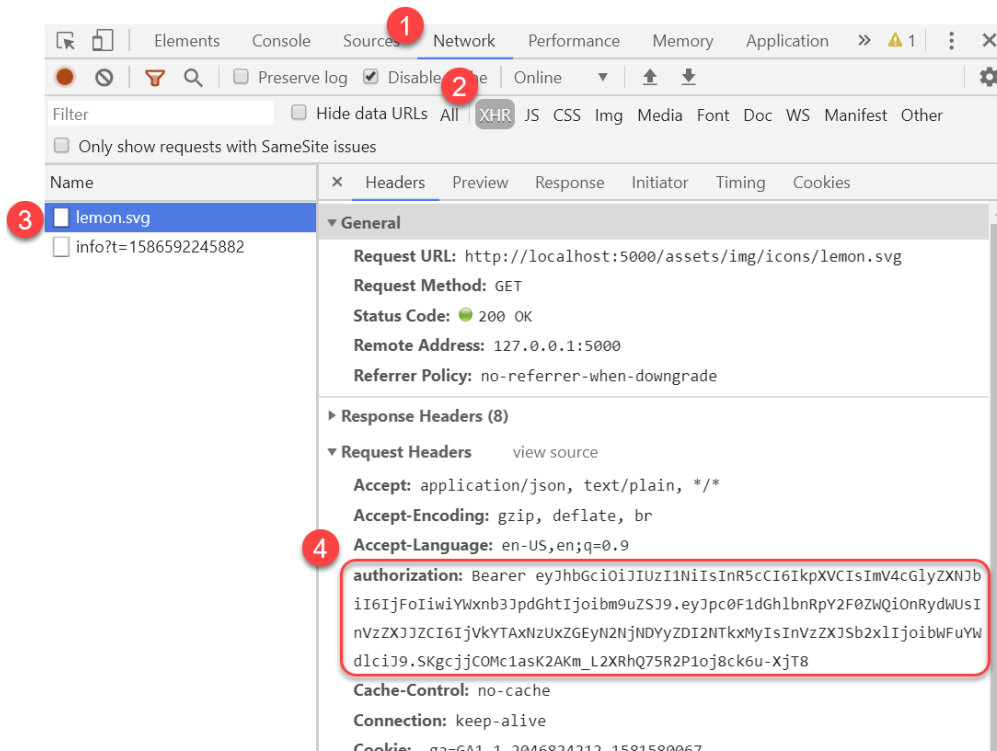 1
Elements Console Sources Network Performance Memory Application » 1
Preserve log Disable Online
2
Filter Hide data URLs All XHR JS CSS Img Media Font Doc WS Manifest Other
Only show requests with SameSite issues
Name × Headers Preview Response Initiator Timing Cookies
3 lemon.svg
info?t=1586592245882
General
Request URL: http://localhost:5000/assets/img/icons/lemon.svg
Request Method: GET
Status Code: 200 OK
Remote Address: 127.0.0.1:5000
Referrer Policy: no-referrer-when-downgrade
Response Headers (8)
Request Headers view source
Accept: application/json, text/plain, */*
Accept-Encoding: gzip, deflate, br
Accept-Language: en-US,en;q=0.9
4
authorization: Bearer eyJhbGciOiJIUzI1NiIsInR5cCI6IkpXVCIsImV4cGlyZXNJb
iI6IjFoIiwiYWxnb3JpdGhtIjoibm9uZSJ9.eyJpc0F1dGhlbnRpY2F0ZWQiOnRydWUsI
nVzZXJJZCI6IjVkYTAxNzUxZGEyN2NjNDYyZDI2NTkxMyIsInVzZXJSb2xlIjoibWFuYW
dlciJ9.SKgcjjCOMc1asK2AKm_L2XRhQ75R2P1oj8ck6u-XjT8
Cache-Control: no-cache
Connection: keep-alive
Cookie: _ga=GA1.1.2046824212.1581580067